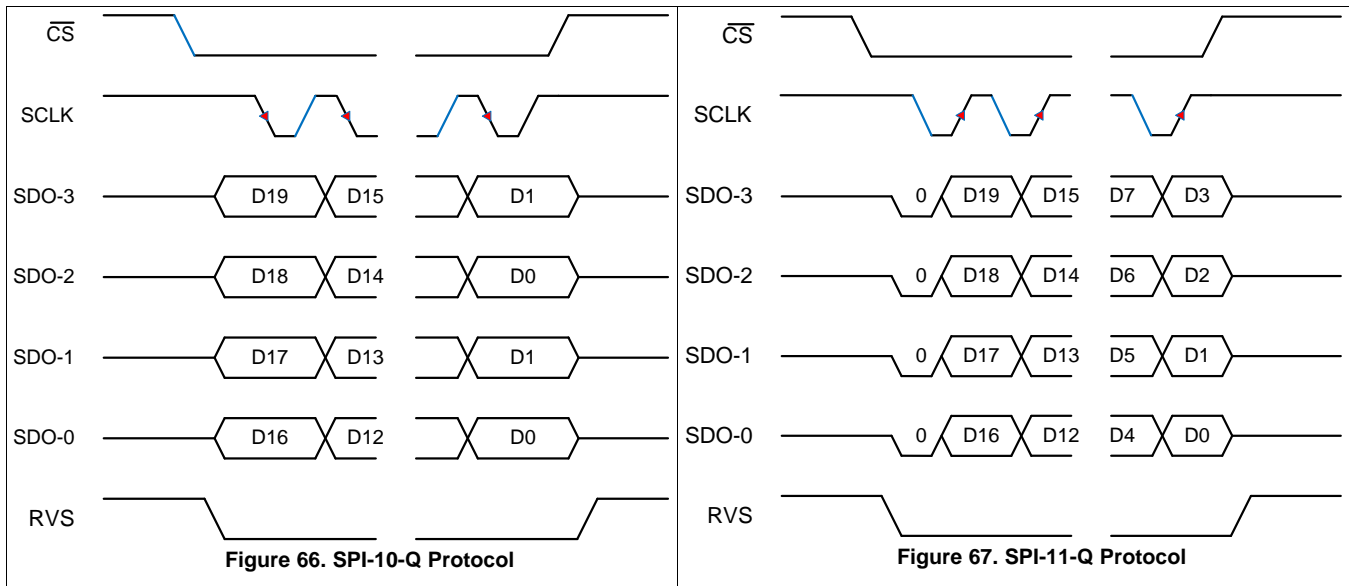 CS
SCLK
SDO-3 D19 D15 D1
SDO-2 D18 D14 D0
SDO-1 D17 D13 D1
SDO-0 D16 D12 D0
RVS
Figure 66. SPI-10-Q Protocol
CS
SCLK
SDO-3 0 D19 D15 D7 D3
SDO-2 0 D18 D14 D6 D2
SDO-1 0 D17 D13 D5 D1
SDO-0 0 D16 D12 D4 D0
RVS
Figure 67. SPI-11-Q Protocol